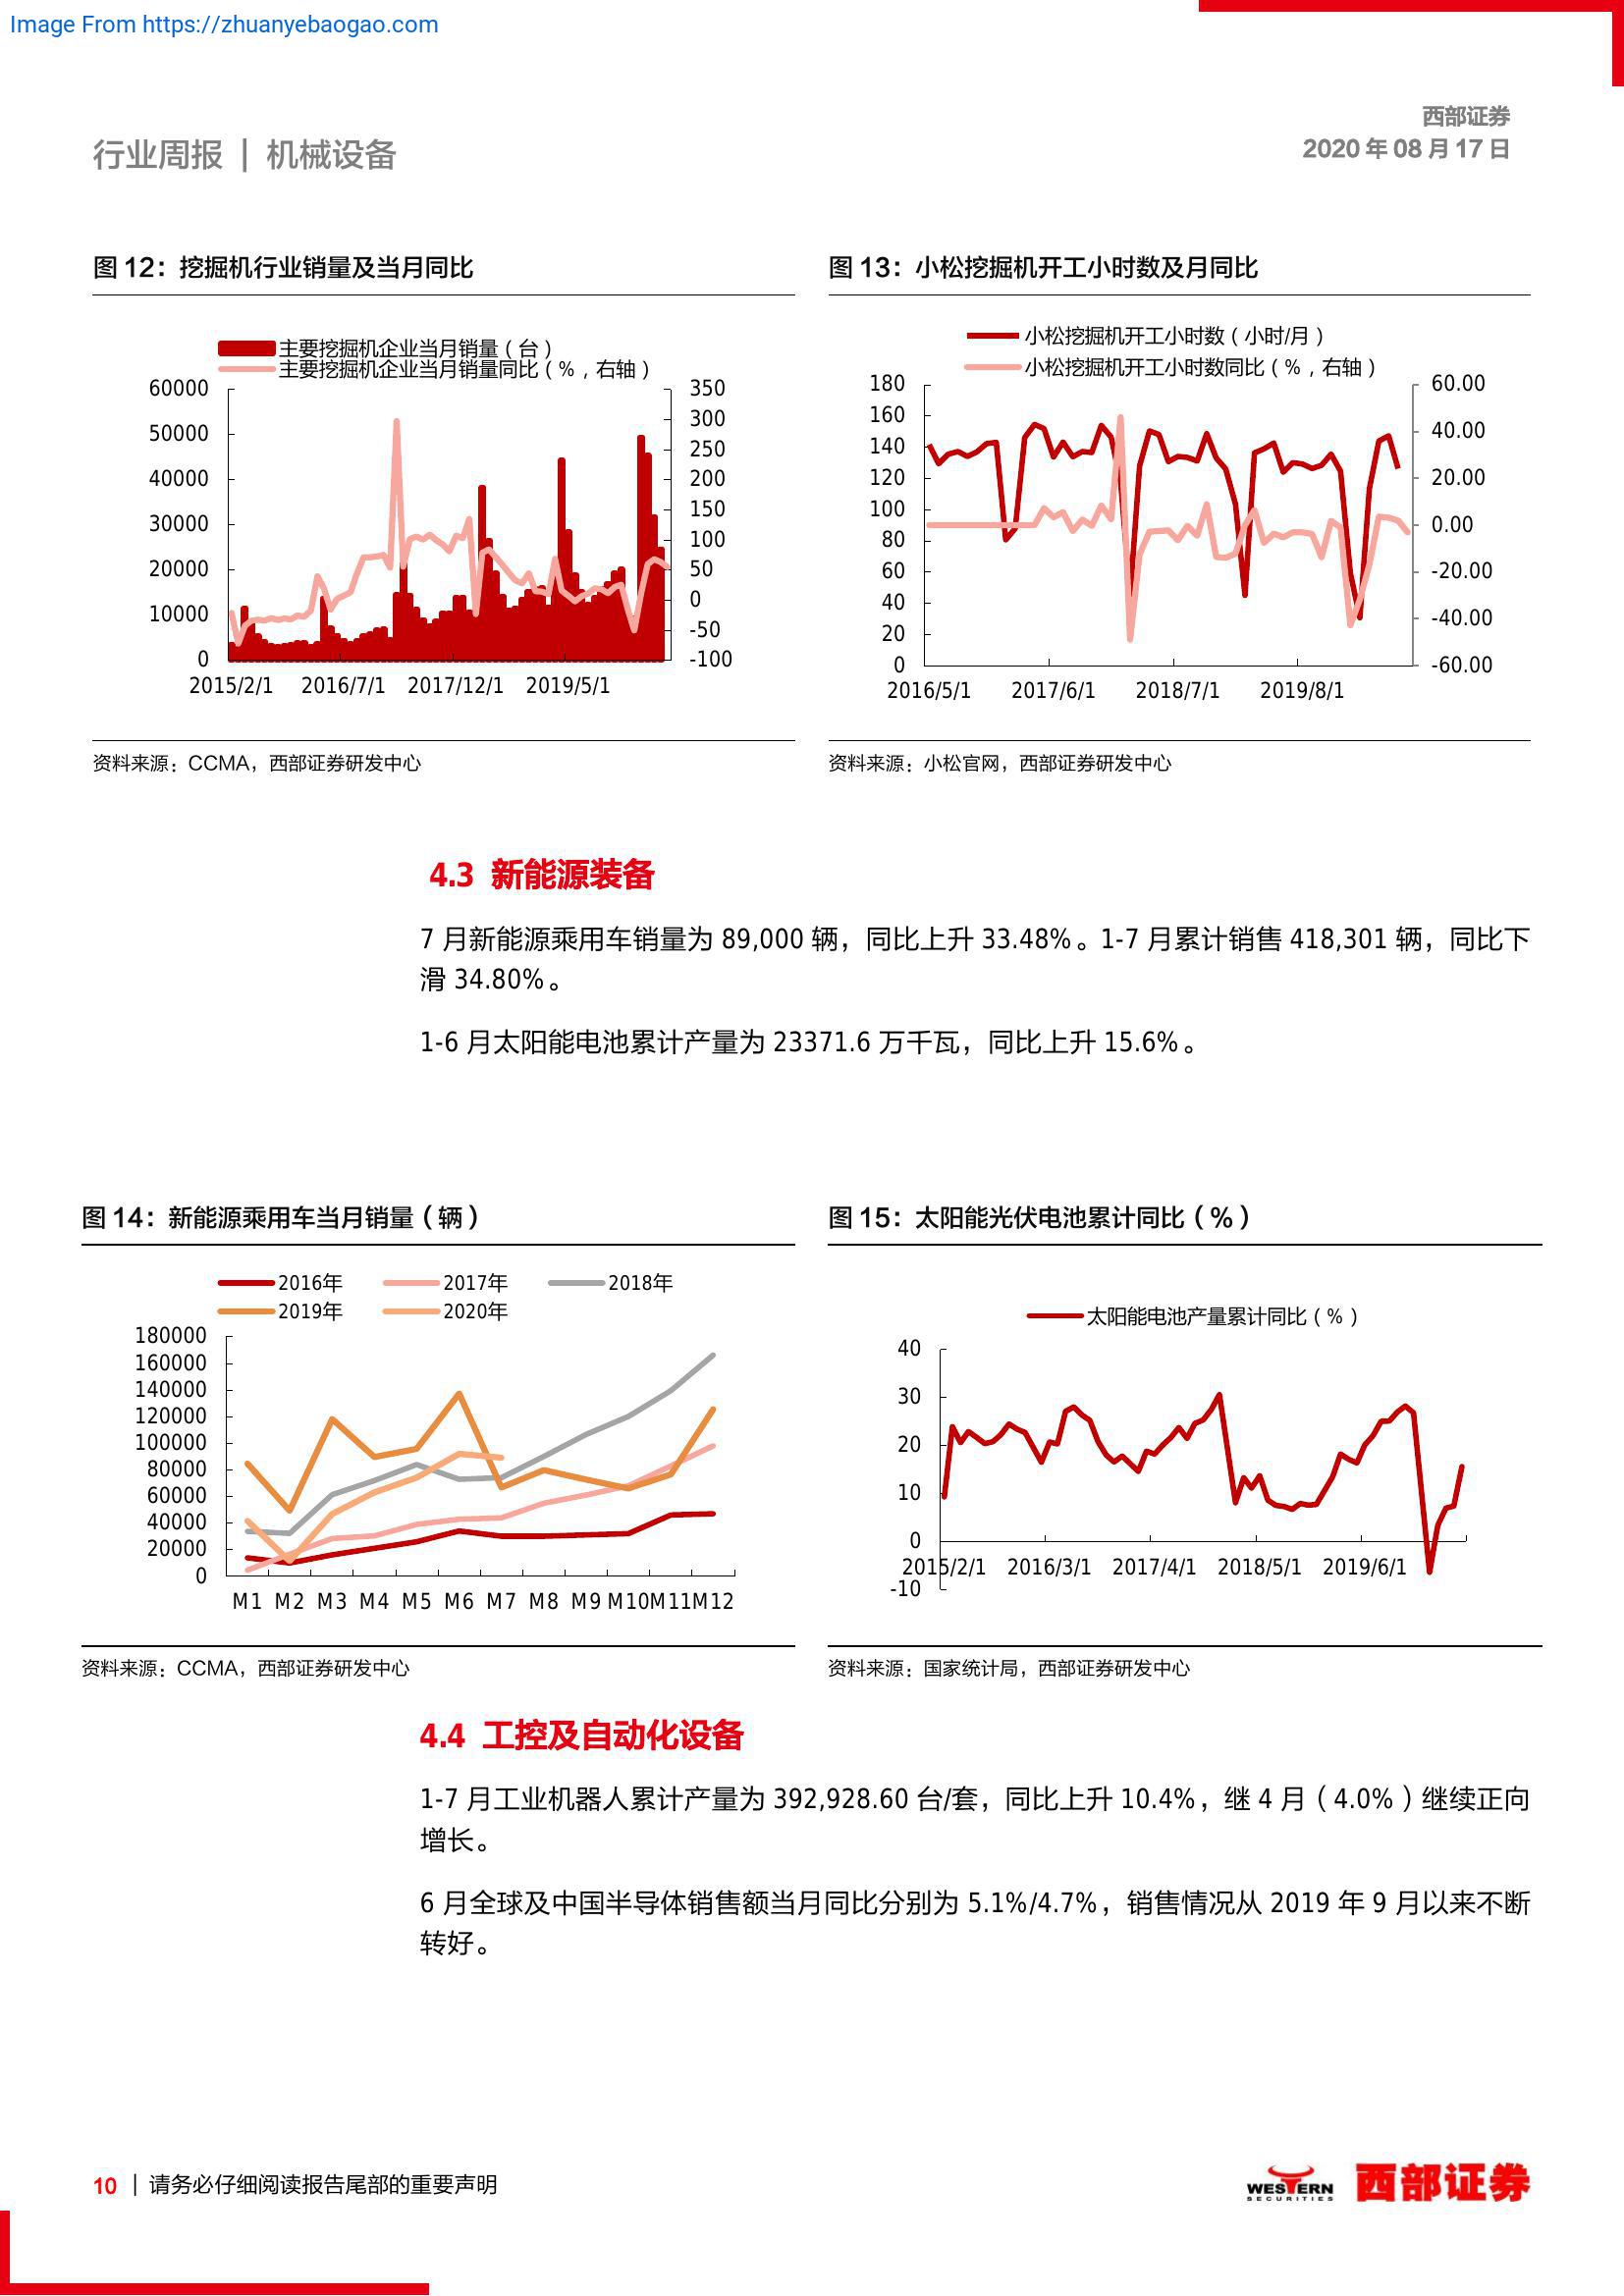 Image From https://zhuanyebaogao.com
西部证券
行业周报 | 机械设备
2020 年 08 月 17 日
图 12：挖掘机行业销量及当月同比
主要挖掘机企业当月销量（台）
主要挖掘机企业当月销量同比（%，右轴）
60000
50000
40000
30000
20000
10000
0
350
300
250
200
150
100
50
0
-50
-100
2015/2/1 2016/7/1 2017/12/1 2019/5/1
资料来源：CCMA，西部证券研发中心
图 13：小松挖掘机开工小时数及月同比
小松挖掘机开工小时数（小时/月）
小松挖掘机开工小时数同比（%，右轴）
180
160
140
120
100
80
60
40
20
0
60.00
40.00
20.00
0.00
-20.00
-40.00
-60.00
2016/5/1 2017/6/1 2018/7/1 2019/8/1
资料来源：小松官网，西部证券研发中心
4.3 新能源装备
7 月新能源乘用车销量为 89,000 辆，同比上升 33.48%。1-7 月累计销售 418,301 辆，同比下
滑 34.80%。
1-6 月太阳能电池累计产量为 23371.6 万千瓦，同比上升 15.6%。
图 14：新能源乘用车当月销量（辆）
2016年 2017年 2018年
2019年 2020年
180000
160000
140000
120000
100000
80000
60000
40000
20000
0
M1 M2 M3 M4 M5 M6 M7 M8 M9 M10M11M12
资料来源：CCMA，西部证券研发中心
图 15：太阳能光伏电池累计同比（%）
太阳能电池产量累计同比（%）
40
30
20
10
0
-10
2015/2/1 2016/3/1 2017/4/1 2018/5/1 2019/6/1
资料来源：国家统计局，西部证券研发中心
4.4 工控及自动化设备
1-7 月工业机器人累计产量为 392,928.60 台/套，同比上升 10.4%，继 4 月（4.0%）继续正向
增长。
6 月全球及中国半导体销售额当月同比分别为 5.1%/4.7%，销售情况从 2019 年 9 月以来不断
转好。
10 | 请务必仔细阅读报告尾部的重要声明
WESTERN
SECURITIES
西部证券